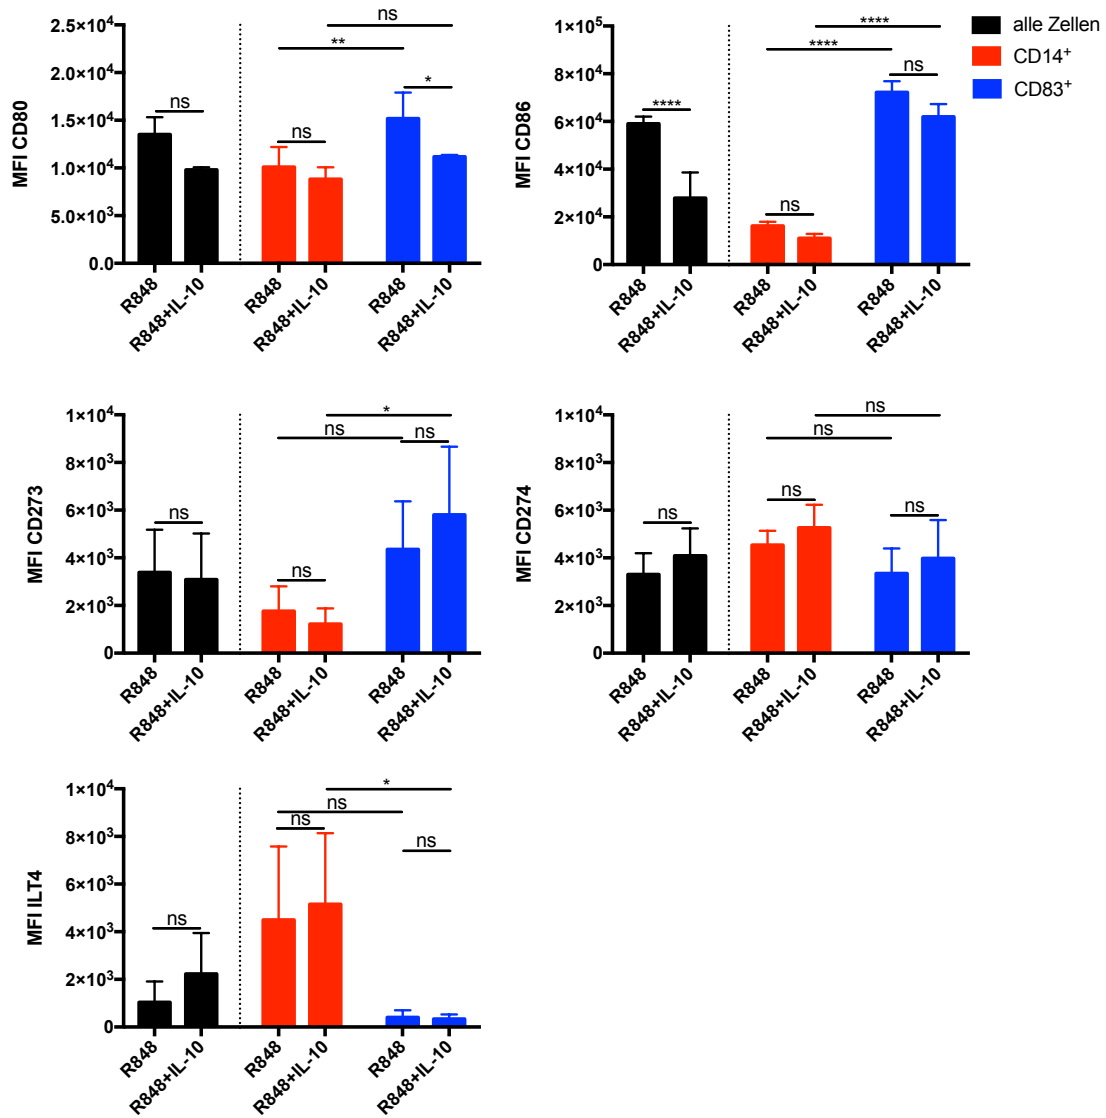 MFI CD80
2.5×10⁴
2.0×10⁴
1.5×10⁴
1.0×10⁴
5.0×10³
0.0
ns
ns
**
ns
*
R848
R848+IL-10
R848
R848+IL-10
R848
R848+IL-10
MFI CD86
1×10⁵
8×10⁴
6×10⁴
4×10⁴
2×10⁴
0
****
ns
****
****
ns
R848
R848+IL-10
R848
R848+IL-10
R848
R848+IL-10
alle Zellen
CD14⁺
CD83⁺
MFI CD273
1×10⁴
8×10³
6×10³
4×10³
2×10³
0
ns
ns
ns
*
ns
R848
R848+IL-10
R848
R848+IL-10
R848
R848+IL-10
MFI CD274
1×10⁴
8×10³
6×10³
4×10³
2×10³
0
ns
ns
ns
ns
ns
R848
R848+IL-10
R848
R848+IL-10
R848
R848+IL-10
MFI ILT4
1×10⁴
8×10³
6×10³
4×10³
2×10³
0
ns
ns
ns
*
ns
R848
R848+IL-10
R848
R848+IL-10
R848
R848+IL-10